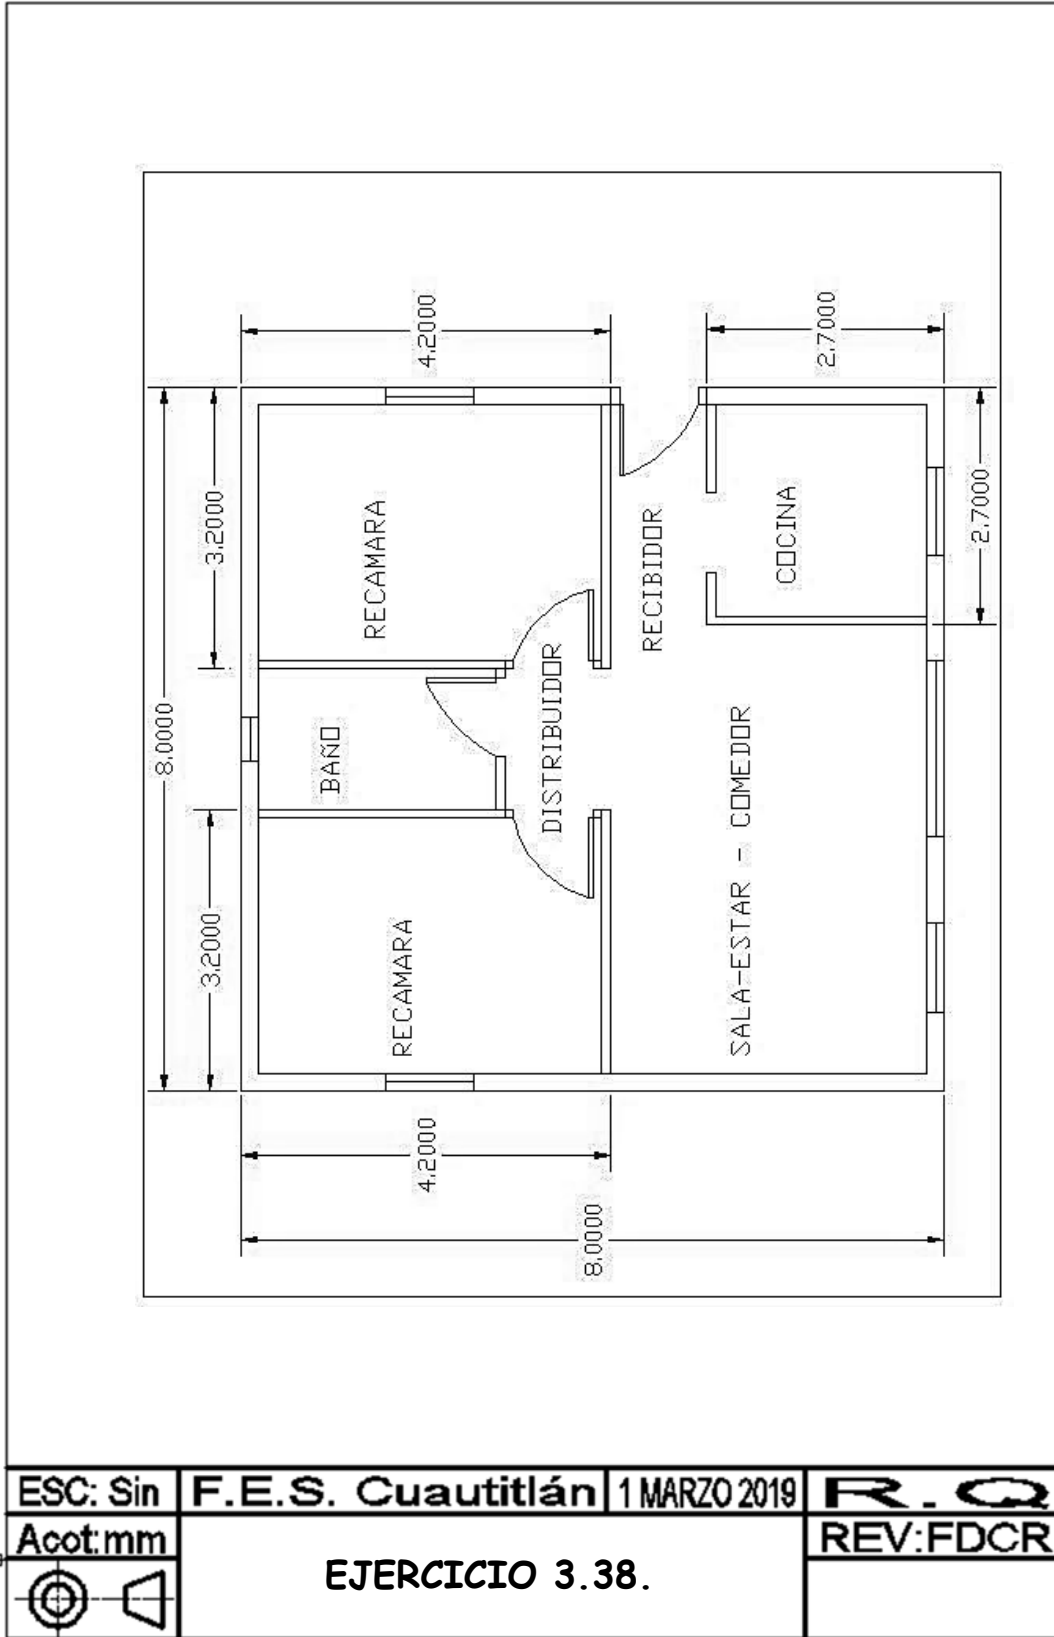 4.2000
2.7000
8.0000
3.2000
3.2000
2.7000
RECAMARA
BAÑO
RECAMARA
DISTRIBUIDOR
RECIBIDOR
COCINA
SALA-ESTAR - COMEDOR
4.2000
8.0000
ESC: Sin
F.E.S. Cuautitlán
1 MARZO 2019
R.Q
Acot:mm
EJERCICIO 3.38.
REV:FDCR